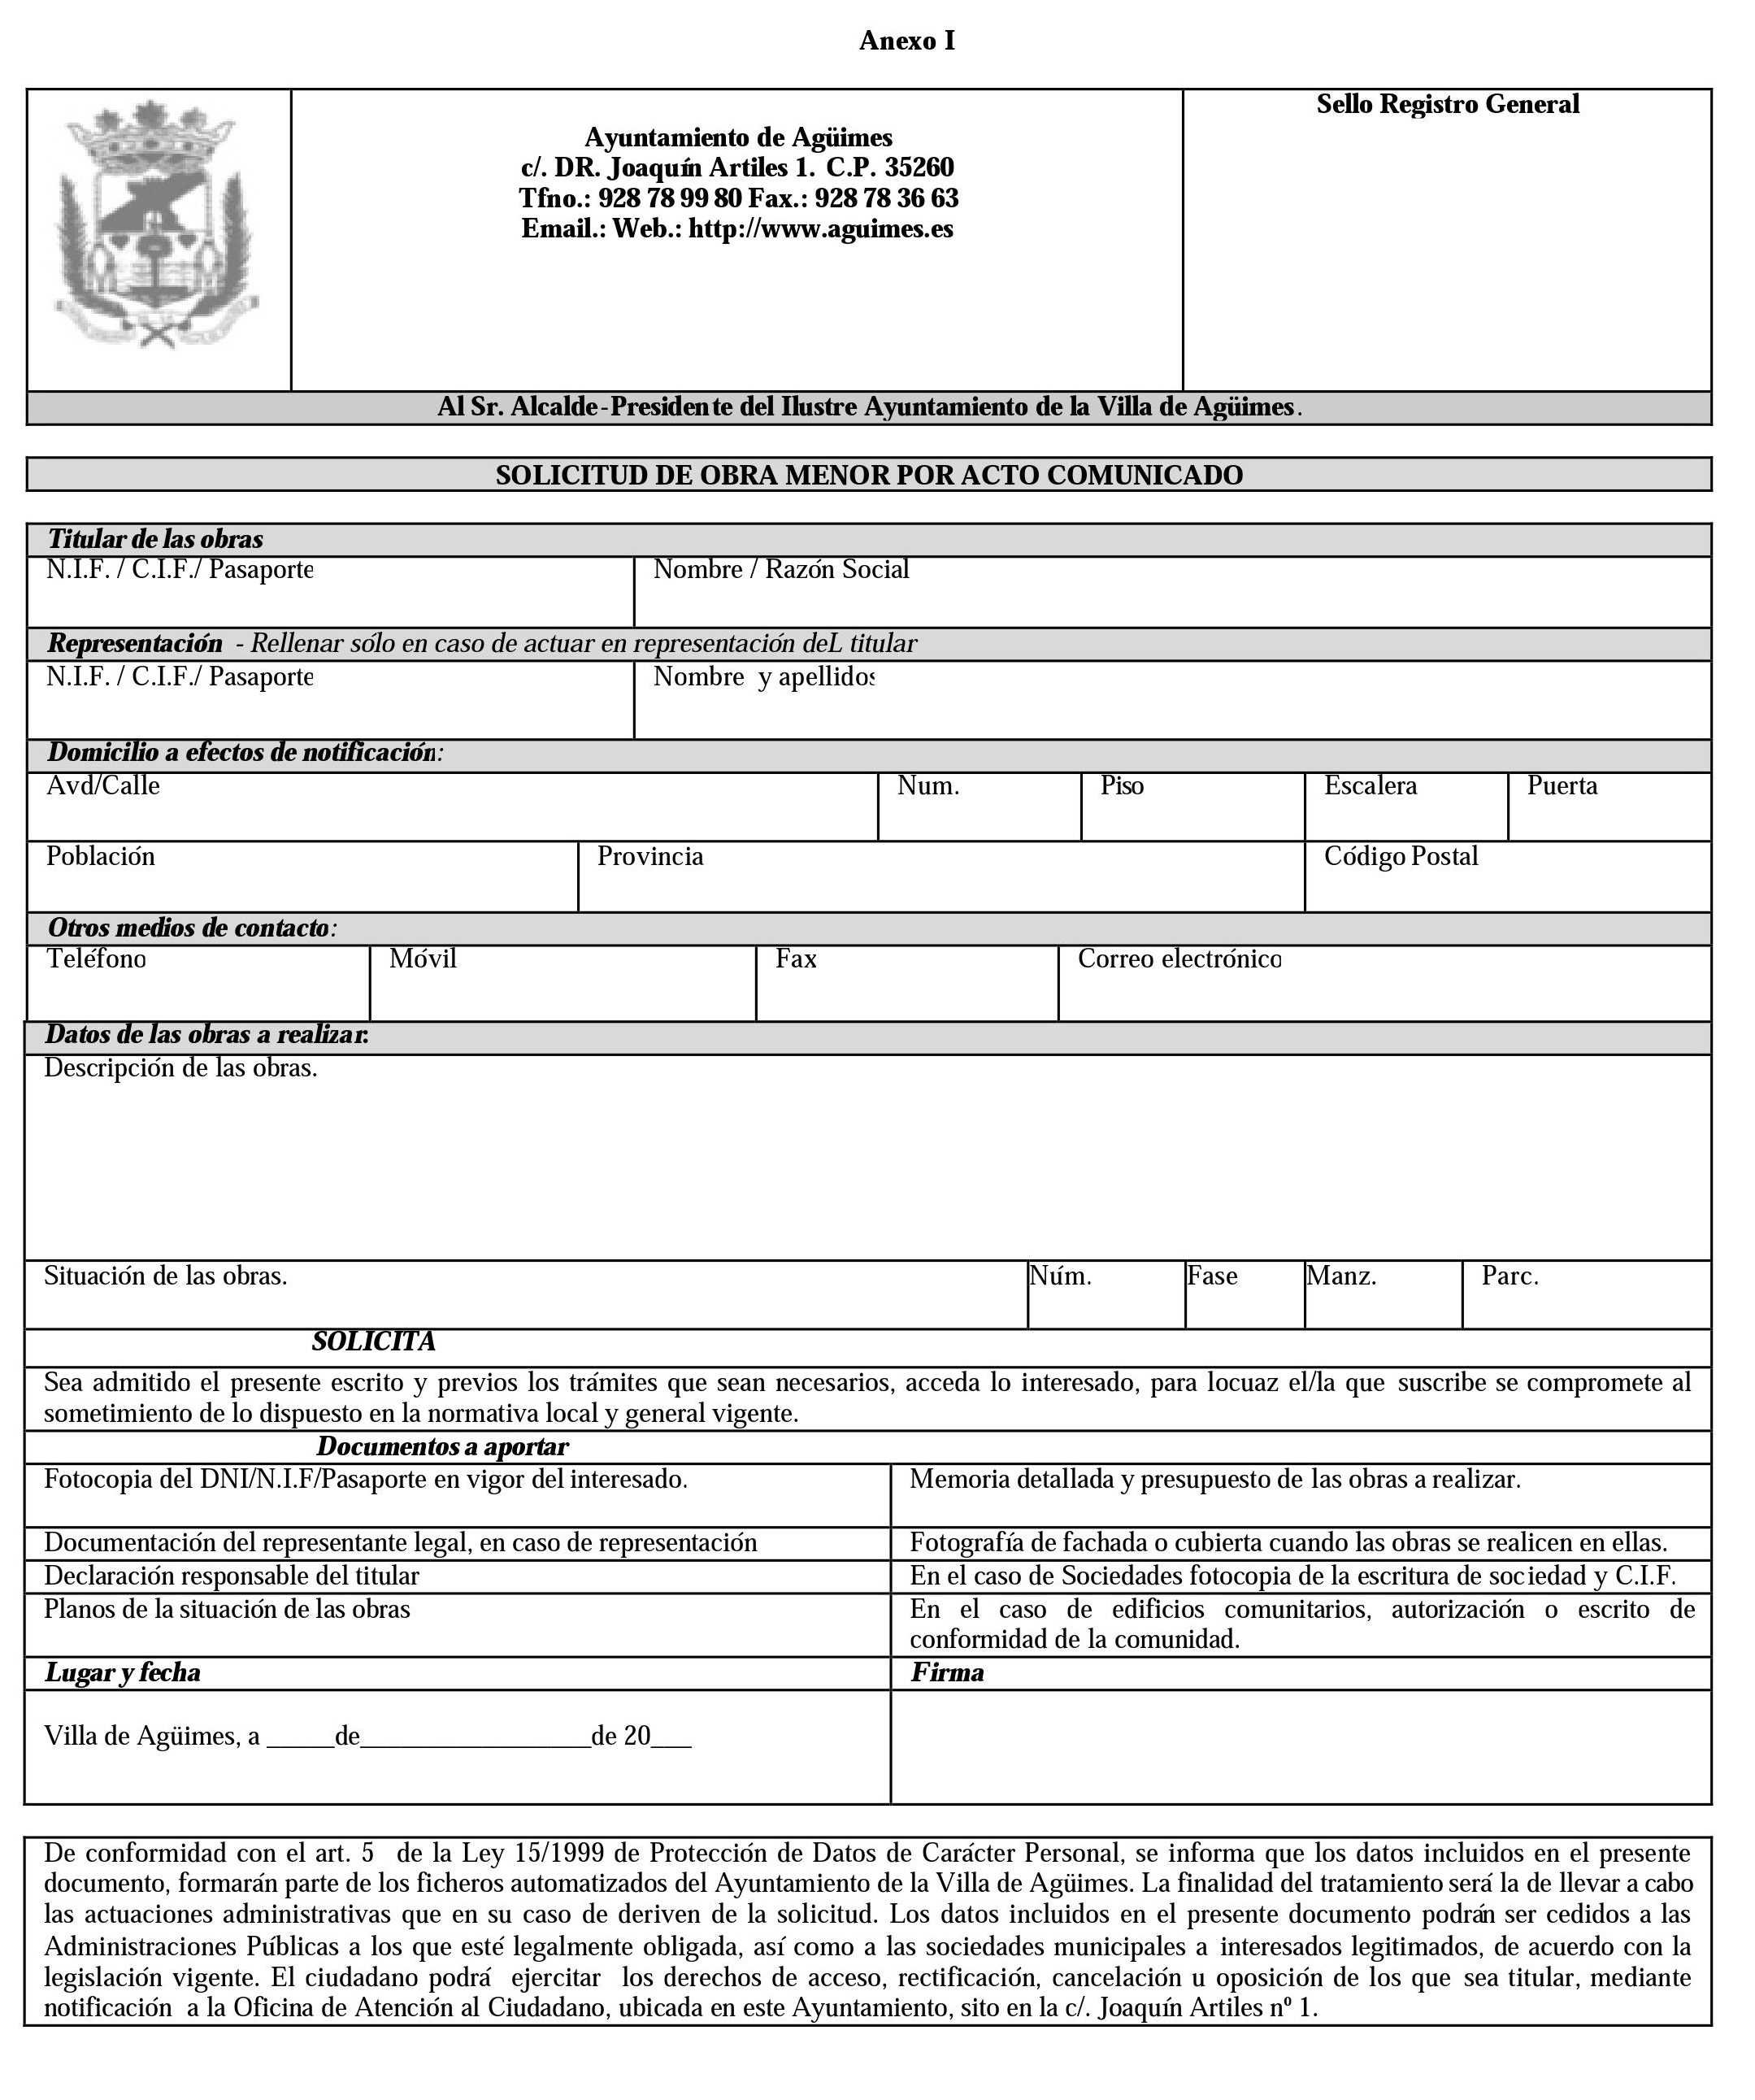 Anexo I
Ayuntamiento de Agüimes
c/. DR. Joaquín Artiles 1. C.P. 35260
Tfno.: 928 78 99 80 Fax.: 928 78 36 63
Email.: Web.: http://www.aguimes.es
Sello Registro General
Al Sr. Alcalde-Presidente del Ilustre Ayuntamiento de la Villa de Agüimes.
SOLICITUD DE OBRA MENOR POR ACTO COMUNICADO
Titular de las obras
N.I.F. / C.I.F./ Pasaporte
Nombre / Razón Social
Representación - Rellenar sólo en caso de actuar en representación deL titular
N.I.F. / C.I.F./ Pasaporte
Nombre y apellidos
Domicilio a efectos de notificación:
Avd/Calle
Num.
Piso
Escalera
Puerta
Población
Provincia
Código Postal
Otros medios de contacto:
Teléfono
Móvil
Fax
Correo electrónico
Datos de las obras a realizar:
Descripción de las obras.
Situación de las obras.
Núm.
Fase
Manz.
Parc.
SOLICITA
Sea admitido el presente escrito y previos los trámites que sean necesarios, acceda lo interesado, para locuaz el/la que suscribe se compromete al
sometimiento de lo dispuesto en la normativa local y general vigente.
Documentos a aportar
Fotocopia del DNI/N.I.F/Pasaporte en vigor del interesado.
Memoria detallada y presupuesto de las obras a realizar.
Documentación del representante legal, en caso de representación
Fotografía de fachada o cubierta cuando las obras se realicen en ellas.
Declaración responsable del titular
En el caso de Sociedades fotocopia de la escritura de sociedad y C.I.F.
Planos de la situación de las obras
En el caso de edificios comunitarios, autorización o escrito de
conformidad de la comunidad.
Lugar y fecha
Firma
Villa de Agüimes, a _____de_________________de 20___
De conformidad con el art. 5 de la Ley 15/1999 de Protección de Datos de Carácter Personal, se informa que los datos incluidos en el presente
documento, formarán parte de los ficheros automatizados del Ayuntamiento de la Villa de Agüimes. La finalidad del tratamiento será la de llevar a cabo
las actuaciones administrativas que en su caso de deriven de la solicitud. Los datos incluidos en el presente documento podrán ser cedidos a las
Administraciones Públicas a los que esté legalmente obligada, así como a las sociedades municipales a interesados legitimados, de acuerdo con la
legislación vigente. El ciudadano podrá ejercitar los derechos de acceso, rectificación, cancelación u oposición de los que sea titular, mediante
notificación a la Oficina de Atención al Ciudadano, ubicada en este Ayuntamiento, sito en la c/. Joaquín Artiles nº 1.